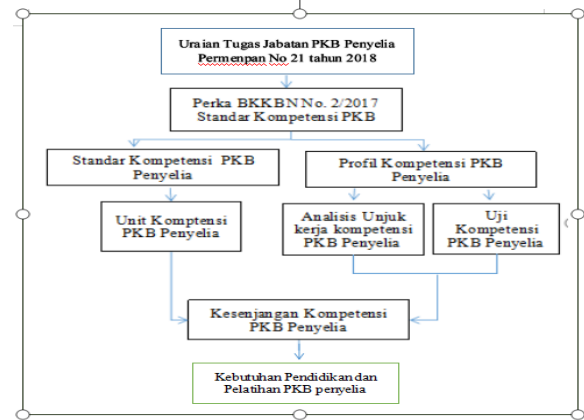 Uraian Tugas Jabatan PKB Penyelia
Permenpan No 21 tahun 2018
Perka BKKBN No. 2/2017
Standar Kompetensi PKB
Standar Kompetensi PKB
Penyelia
Profil Kompetensi PKB
Penyelia
Unit Komptensi
PKB Penyelia
Analisis Unjuk
kerja kompetensi
PKB Penyelia
Uji
Kompetensi
PKB Penyelia
Kesenjangan Kompetensi
PKB Penyelia
Kebutuhan Pendidikan dan
Pelatihan PKB penyelia